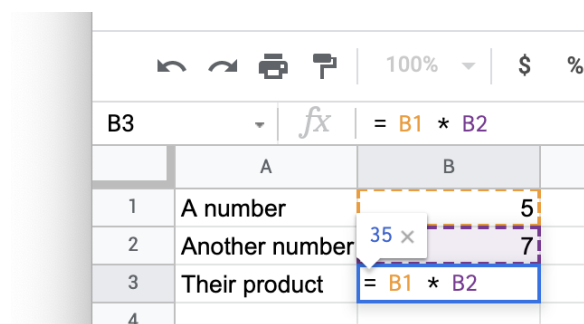 100% $ %
B3 fx = B1 * B2
A B
1 A number 5
35 ×
2 Another number 7
3 Their product = B1 * B2
4